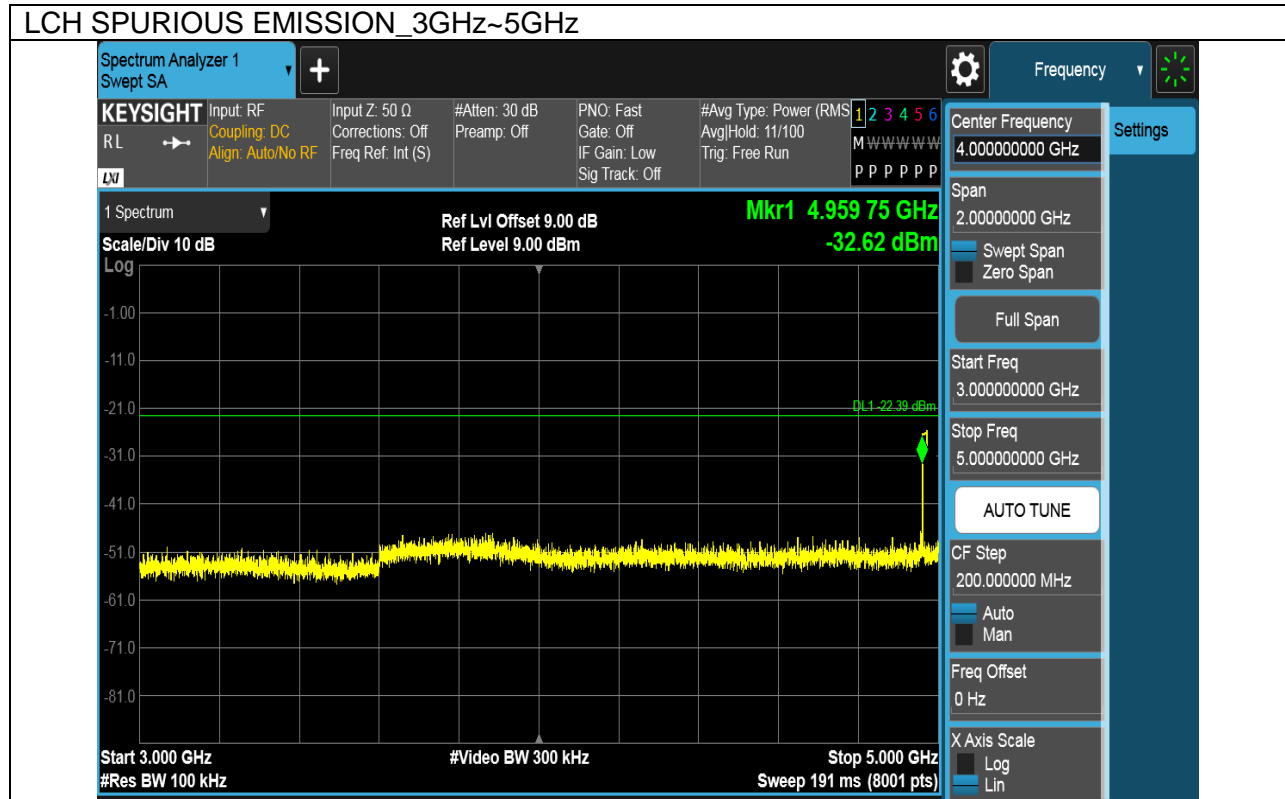 LCH SPURIOUS EMISSION_3GHz~5GHz
Spectrum Analyzer 1
Swept SA
+
Frequency
KEYSIGHT
RL
LXI
Input: RF
Coupling: DC
Align: Auto/No RF
Input Z: 50 Ω
Corrections: Off
Freq Ref: Int (S)
#Atten: 30 dB
Preamp: Off
PNO: Fast
Gate: Off
IF Gain: Low
Sig Track: Off
#Avg Type: Power (RMS
Avg|Hold: 11/100
Trig: Free Run
1 2 3 4 5 6
M W W W W W
P P P P P P
1 Spectrum
Scale/Div 10 dB
Log
Ref Lvl Offset 9.00 dB
Ref Level 9.00 dBm
Mkr1 4.959 75 GHz
-32.62 dBm
-1.00
-11.0
-21.0
-31.0
-41.0
-51.0
-61.0
-71.0
-81.0
DL1 -22.39 dBm
1
Start 3.000 GHz
#Res BW 100 kHz
#Video BW 300 kHz
Stop 5.000 GHz
Sweep 191 ms (8001 pts)
Center Frequency
4.000000000 GHz
Span
2.00000000 GHz
Swept Span
Zero Span
Full Span
Start Freq
3.000000000 GHz
Stop Freq
5.000000000 GHz
AUTO TUNE
CF Step
200.000000 MHz
Auto
Man
Freq Offset
0 Hz
X Axis Scale
Log
Lin
Settings